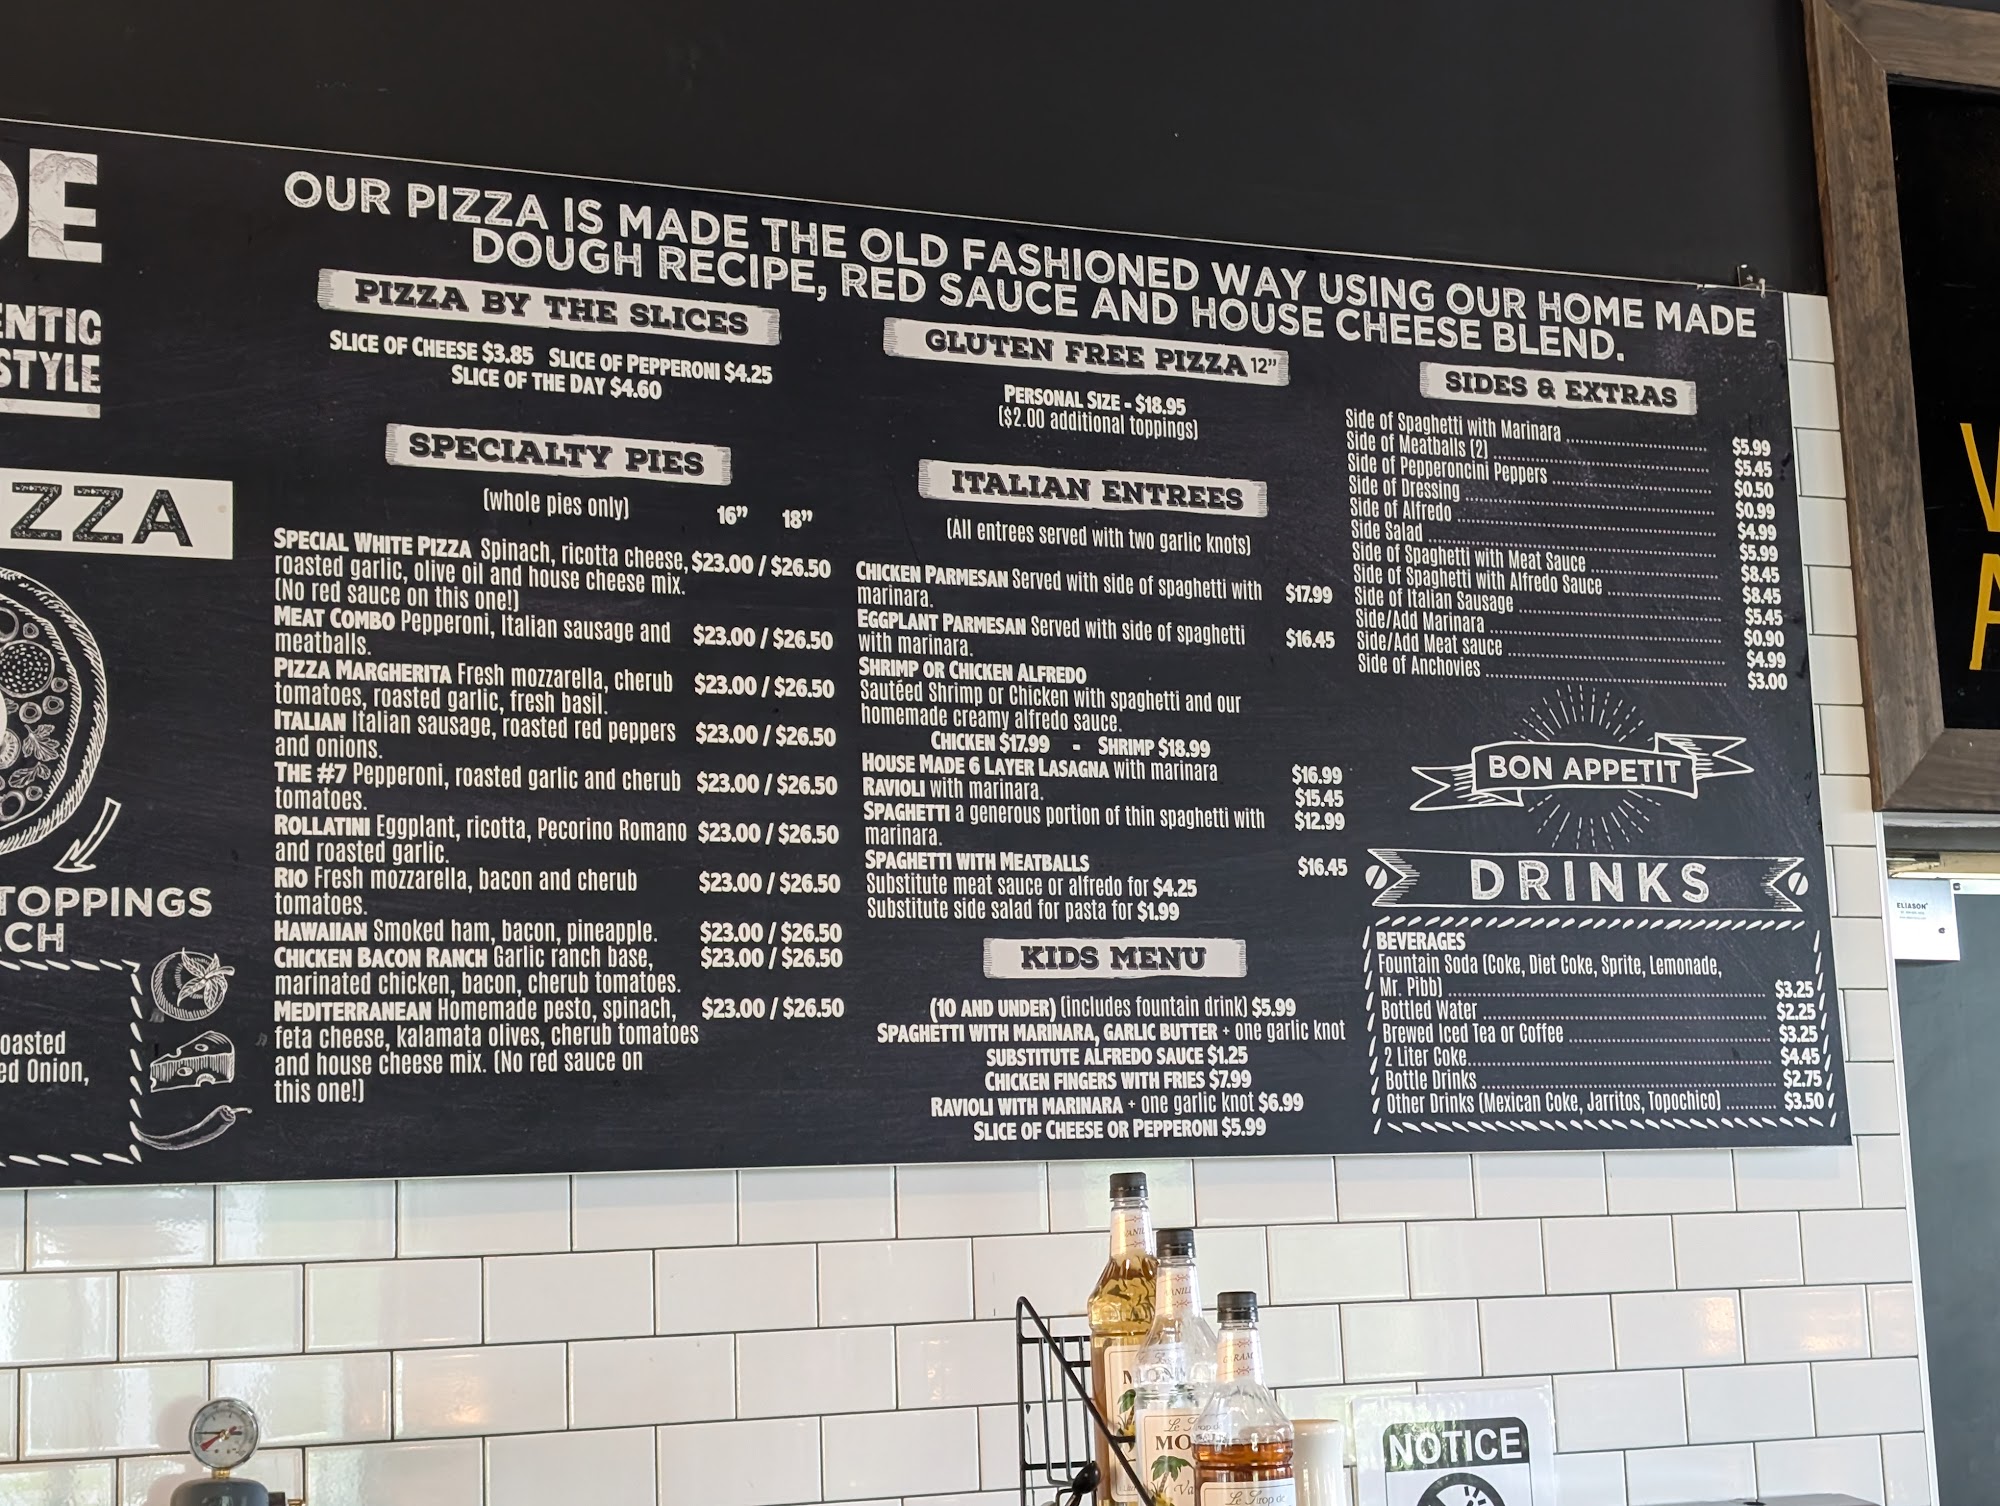 DE
ENTIC
STYLE
ZZA
TOPPINGS
CH
oasted
ed Onion,
OUR PIZZA IS MADE THE OLD FASHIONED WAY USING OUR HOME MADE
DOUGH RECIPE, RED SAUCE AND HOUSE CHEESE BLEND.
PIZZA BY THE SLICES
SLICE OF CHEESE $3.85 SLICE OF PEPPERONI $4.25
SLICE OF THE DAY $4.60
SPECIALTY PIES
(whole pies only) 16” 18”
SPECIAL WHITE PIZZA Spinach, ricotta cheese, $23.00 / $26.50
roasted garlic, olive oil and house cheese mix.
(No red sauce on this one!)
MEAT COMBO Pepperoni, Italian sausage and $23.00 / $26.50
meatballs.
PIZZA MARGHERITA Fresh mozzarella, cherub $23.00 / $26.50
tomatoes, roasted garlic, fresh basil.
ITALIAN Italian sausage, roasted red peppers $23.00 / $26.50
and onions.
THE #7 Pepperoni, roasted garlic and cherub $23.00 / $26.50
tomatoes.
ROLLATINI Eggplant, ricotta, Pecorino Romano $23.00 / $26.50
and roasted garlic.
RIO Fresh mozzarella, bacon and cherub $23.00 / $26.50
tomatoes.
HAWAIIAN Smoked ham, bacon, pineapple. $23.00 / $26.50
CHICKEN BACON RANCH Garlic ranch base, $23.00 / $26.50
marinated chicken, bacon, cherub tomatoes.
MEDITERRANEAN Homemade pesto, spinach, $23.00 / $26.50
feta cheese, kalamata olives, cherub tomatoes
and house cheese mix. (No red sauce on
this one!)
GLUTEN FREE PIZZA 12”
PERSONAL SIZE - $18.95
($2.00 additional toppings)
ITALIAN ENTREES
(All entrees served with two garlic knots)
CHICKEN PARMESAN Served with side of spaghetti with $17.99
marinara.
EGGPLANT PARMESAN Served with side of spaghetti $16.45
with marinara.
SHRIMP OR CHICKEN ALFREDO
Sautéed Shrimp or Chicken with spaghetti and our
homemade creamy alfredo sauce.
CHICKEN $17.99 - SHRIMP $18.99
HOUSE MADE 6 LAYER LASAGNA with marinara $16.99
RAVIOLI with marinara. $15.45
SPAGHETTI a generous portion of thin spaghetti with $12.99
marinara.
SPAGHETTI WITH MEATBALLS $16.45
Substitute meat sauce or alfredo for $4.25
Substitute side salad for pasta for $1.99
KIDS MENU
(10 AND UNDER) (includes fountain drink) $5.99
SPAGHETTI WITH MARINARA, GARLIC BUTTER + one garlic knot
SUBSTITUTE ALFREDO SAUCE $1.25
CHICKEN FINGERS WITH FRIES $7.99
RAVIOLI WITH MARINARA + one garlic knot $6.99
SLICE OF CHEESE OR PEPPERONI $5.99
SIDES & EXTRAS
Side of Spaghetti with Marinara $5.99
Side of Meatballs (2) $5.45
Side of Pepperoncini Peppers $0.50
Side of Dressing $0.99
Side of Alfredo $4.99
Side Salad $5.99
Side of Spaghetti with Meat Sauce $8.45
Side of Spaghetti with Alfredo Sauce $8.45
Side of Italian Sausage $5.45
Side/Add Marinara $0.90
Side/Add Meat sauce $4.99
Side of Anchovies $3.00
BON APPETIT
DRINKS
BEVERAGES
Fountain Soda (Coke, Diet Coke, Sprite, Lemonade,
Mr. Pibb) $3.25
Bottled Water $2.25
Brewed Iced Tea or Coffee $3.25
2 Liter Coke $4.45
Bottle Drinks $2.75
Other Drinks (Mexican Coke, Jarritos, Topochico) $3.50
ELIASON
NOTICE
Le Sirop de